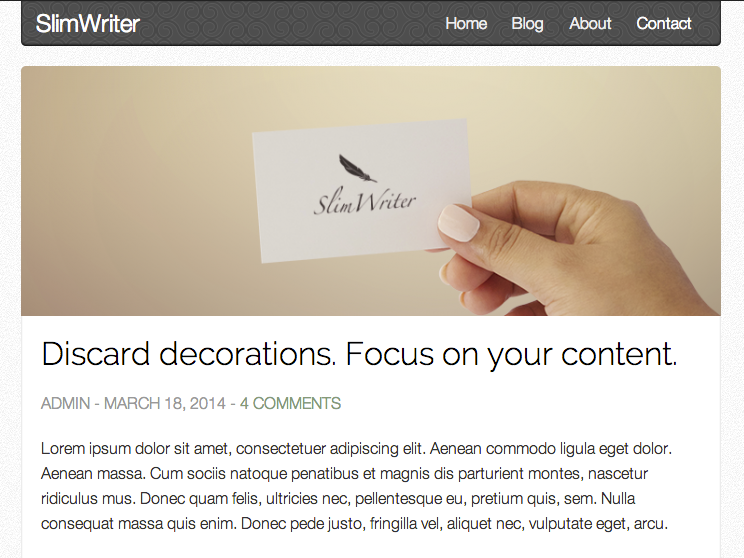 SlimWriter
Home Blog About Contact
SlimWriter
Discard decorations. Focus on your content.
ADMIN - MARCH 18, 2014 - 4 COMMENTS
Lorem ipsum dolor sit amet, consectetuer adipiscing elit. Aenean commodo ligula eget dolor.
Aenean massa. Cum sociis natoque penatibus et magnis dis parturient montes, nascetur
ridiculus mus. Donec quam felis, ultricies nec, pellentesque eu, pretium quis, sem. Nulla
consequat massa quis enim. Donec pede justo, fringilla vel, aliquet nec, vulputate eget, arcu.